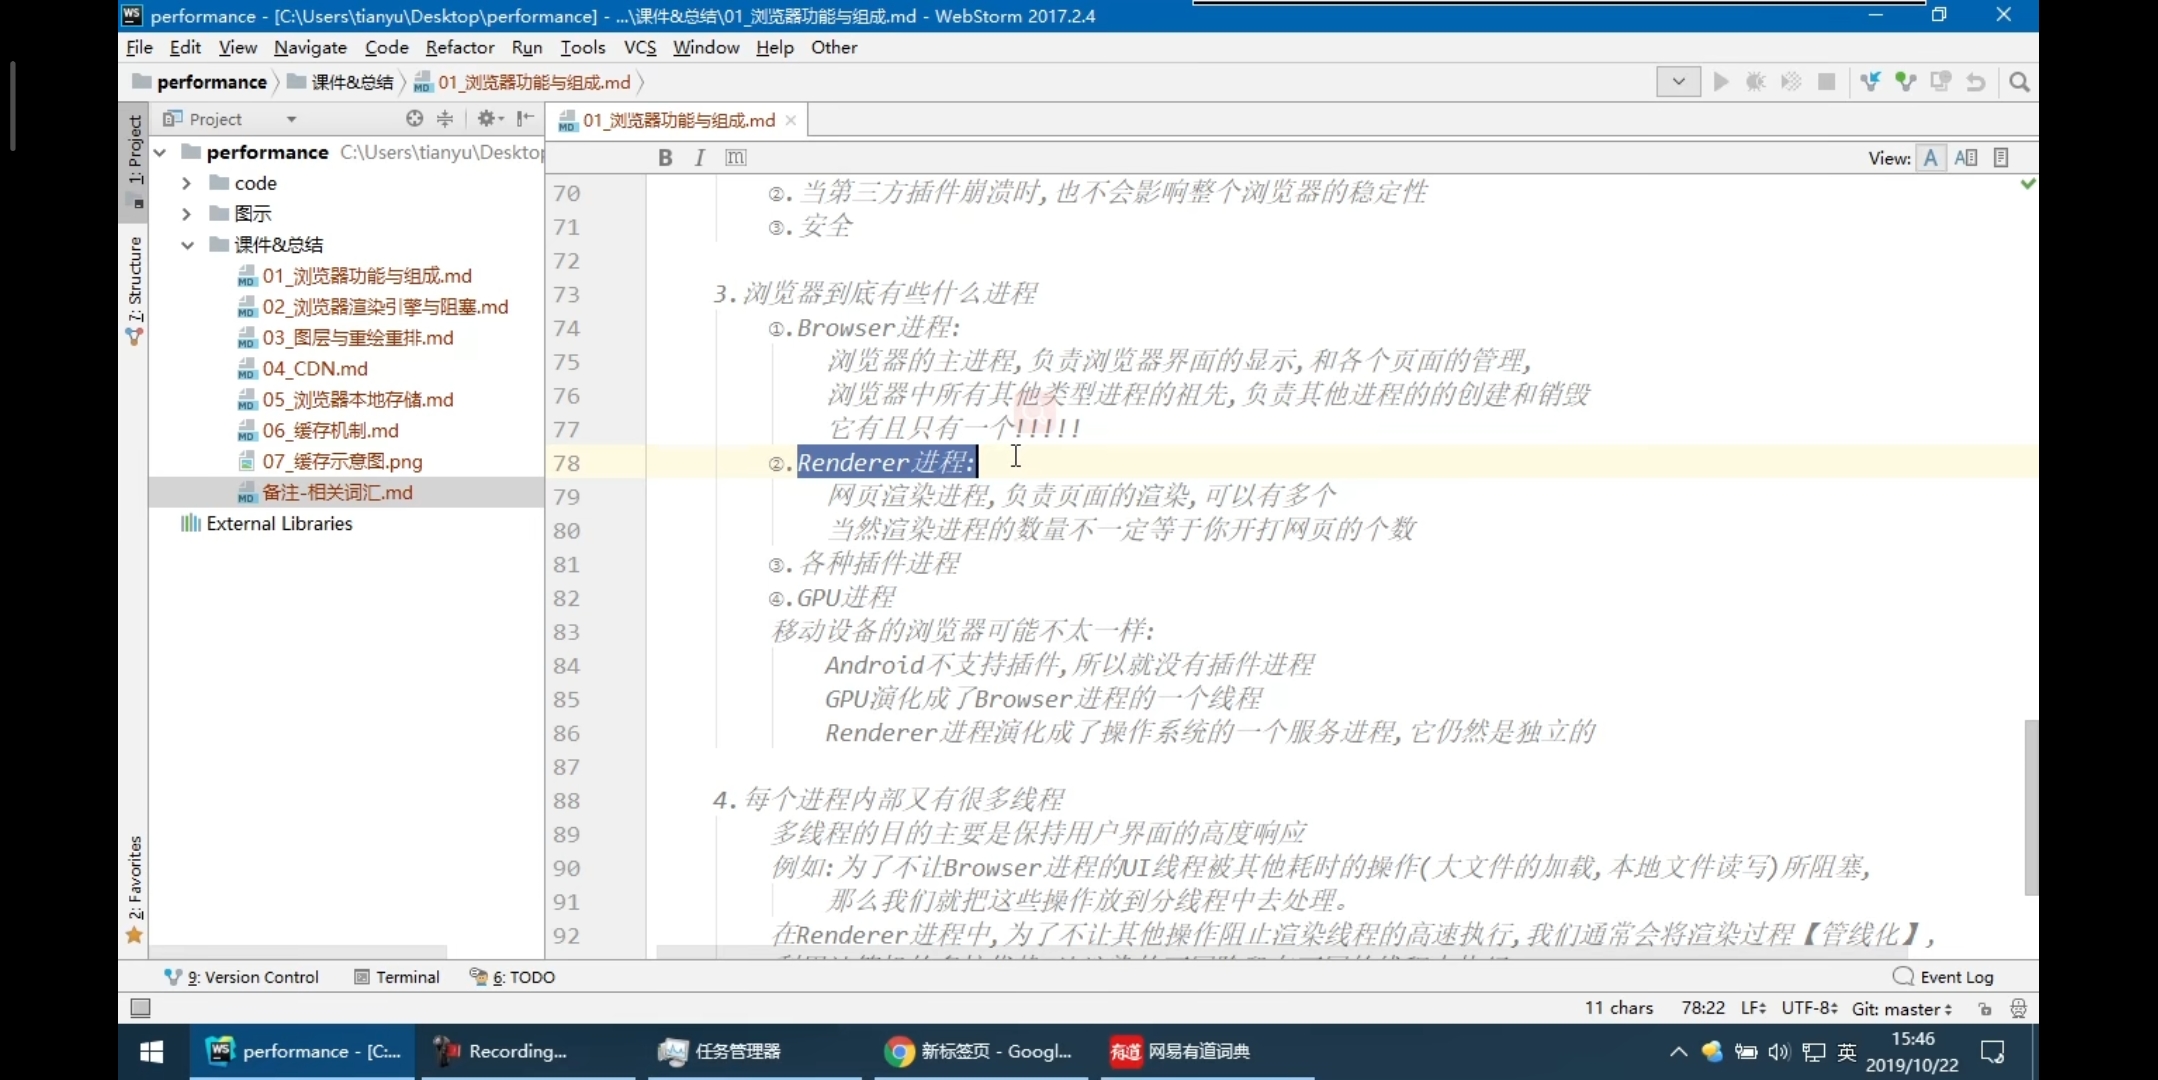 performance - [C:\Users\tianyu\Desktop\performance] - ...\课件&总结\01_浏览器功能与组成.md - WebStorm 2017.2.4
File Edit View Navigate Code Refactor Run Tools VCS Window Help Other
performance 课件&总结 01_浏览器功能与组成.md
1: Project
7: Structure
2: Favorites
Project
01_浏览器功能与组成.md
B I m
View:
performance C:\Users\tianyu\Deskto
code
图示
课件&总结
01_浏览器功能与组成.md
02_浏览器渲染引擎与阻塞.md
03_图层与重绘重排.md
04_CDN.md
05_浏览器本地存储.md
06_缓存机制.md
07_缓存示意图.png
备注-相关词汇.md
External Libraries
70 ②.当第三方插件崩溃时,也不会影响整个浏览器的稳定性
71 ③.安全
72
73 3.浏览器到底有些什么进程
74 ①.Browser进程:
75 浏览器的主进程,负责浏览器界面的显示,和各个页面的管理,
76 浏览器中所有其他类型进程的祖先,负责其他进程的的创建和销毁
77 它有且只有一个!!!!!
78 ②.Renderer进程:
79 网页渲染进程,负责页面的渲染,可以有多个
80 当然渲染进程的数量不一定等于你开打网页的个数
81 ③.各种插件进程
82 ④.GPU进程
83 移动设备的浏览器可能不太一样:
84 Android不支持插件,所以就没有插件进程
85 GPU演化成了Browser进程的一个线程
86 Renderer进程演化成了操作系统的一个服务进程,它仍然是独立的
87
88 4.每个进程内部又有很多线程
89 多线程的目的主要是保持用户界面的高度响应
90 例如:为了不让Browser进程的UI线程被其他耗时的操作(大文件的加载,本地文件读写)所阻塞,
91 那么我们就把这些操作放到分线程中去处理。
92 在Renderer进程中,为了不让其他操作阻止渲染线程的高速执行,我们通常会将渲染过程【管线化】,
9: Version Control Terminal 6: TODO Event Log
11 chars 78:22 LF UTF-8 Git: master
performance - [C:... Recording... 任务管理器 新标签页 - Googl... 有道 网易有道词典 英 15:46
2019/10/22